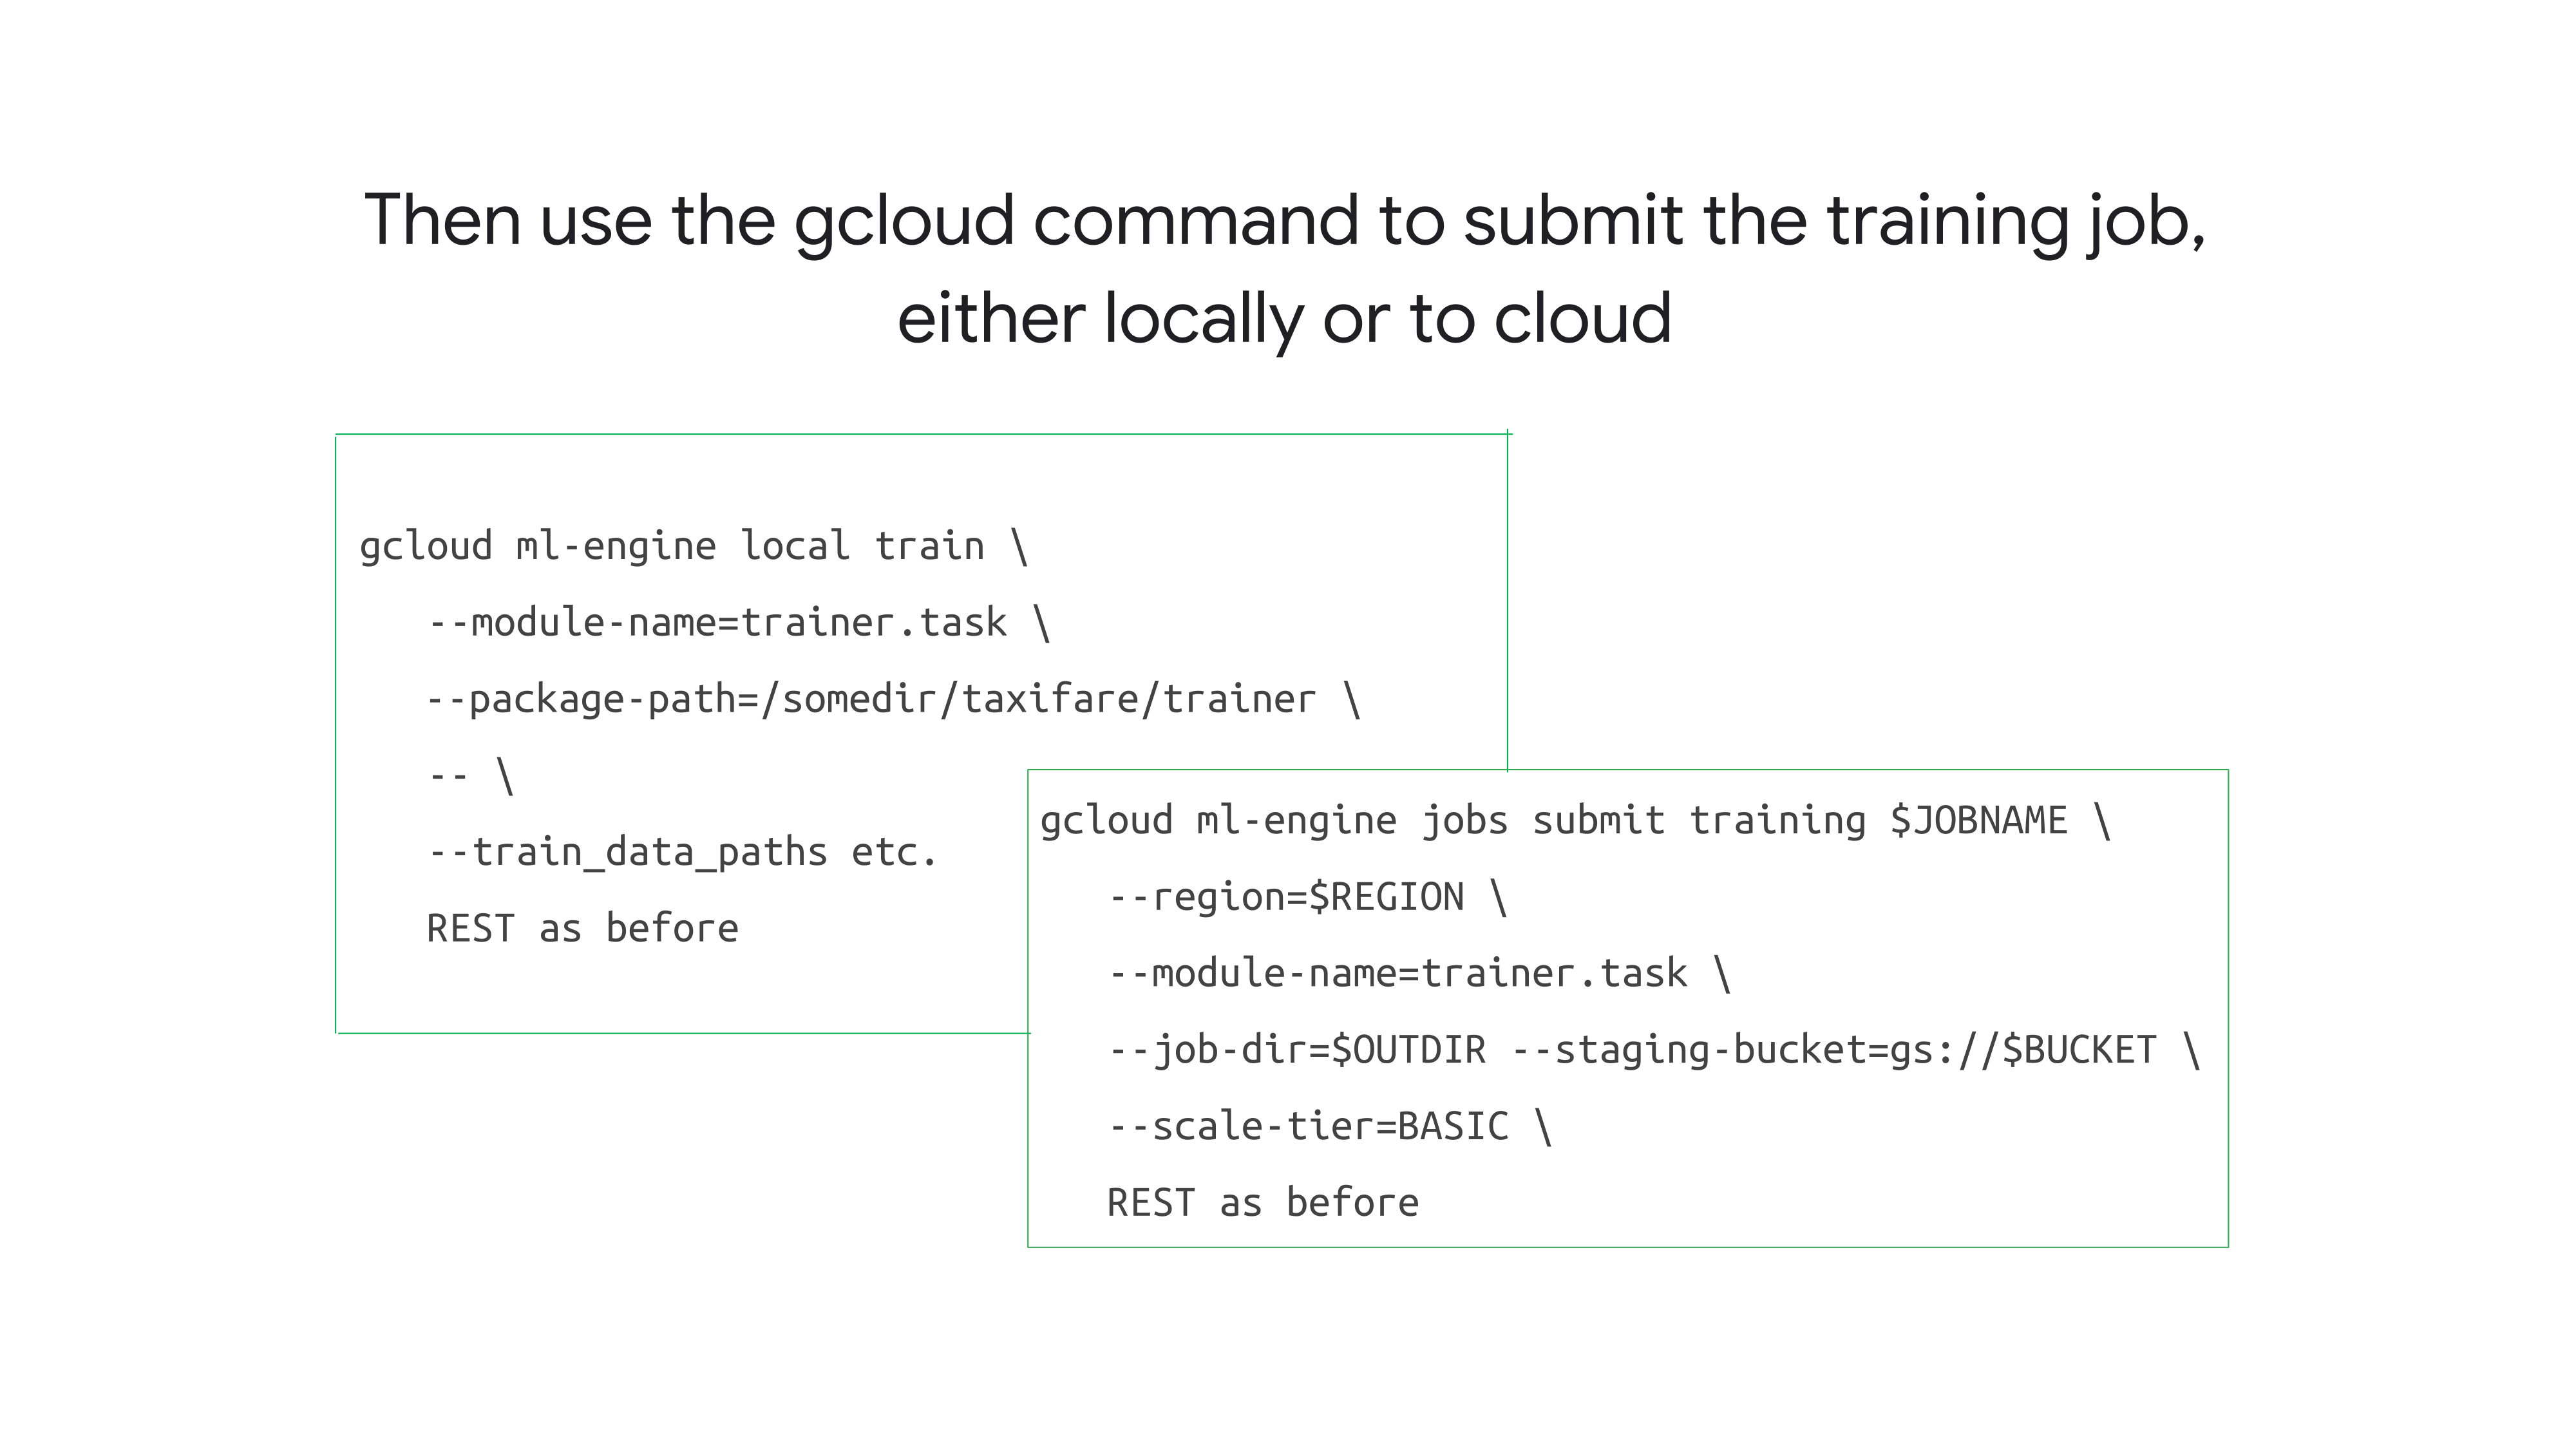 Then use the gcloud command to submit the training job,
either locally or to cloud
gcloud ml-engine local train \
--module-name=trainer.task \
--package-path=/somedir/taxifare/trainer \
-- \
--train_data_paths etc.
REST as before
gcloud ml-engine jobs submit training $JOBNAME \
--region=$REGION \
--module-name=trainer.task \
--job-dir=$OUTDIR --staging-bucket=gs://$BUCKET \
--scale-tier=BASIC \
REST as before